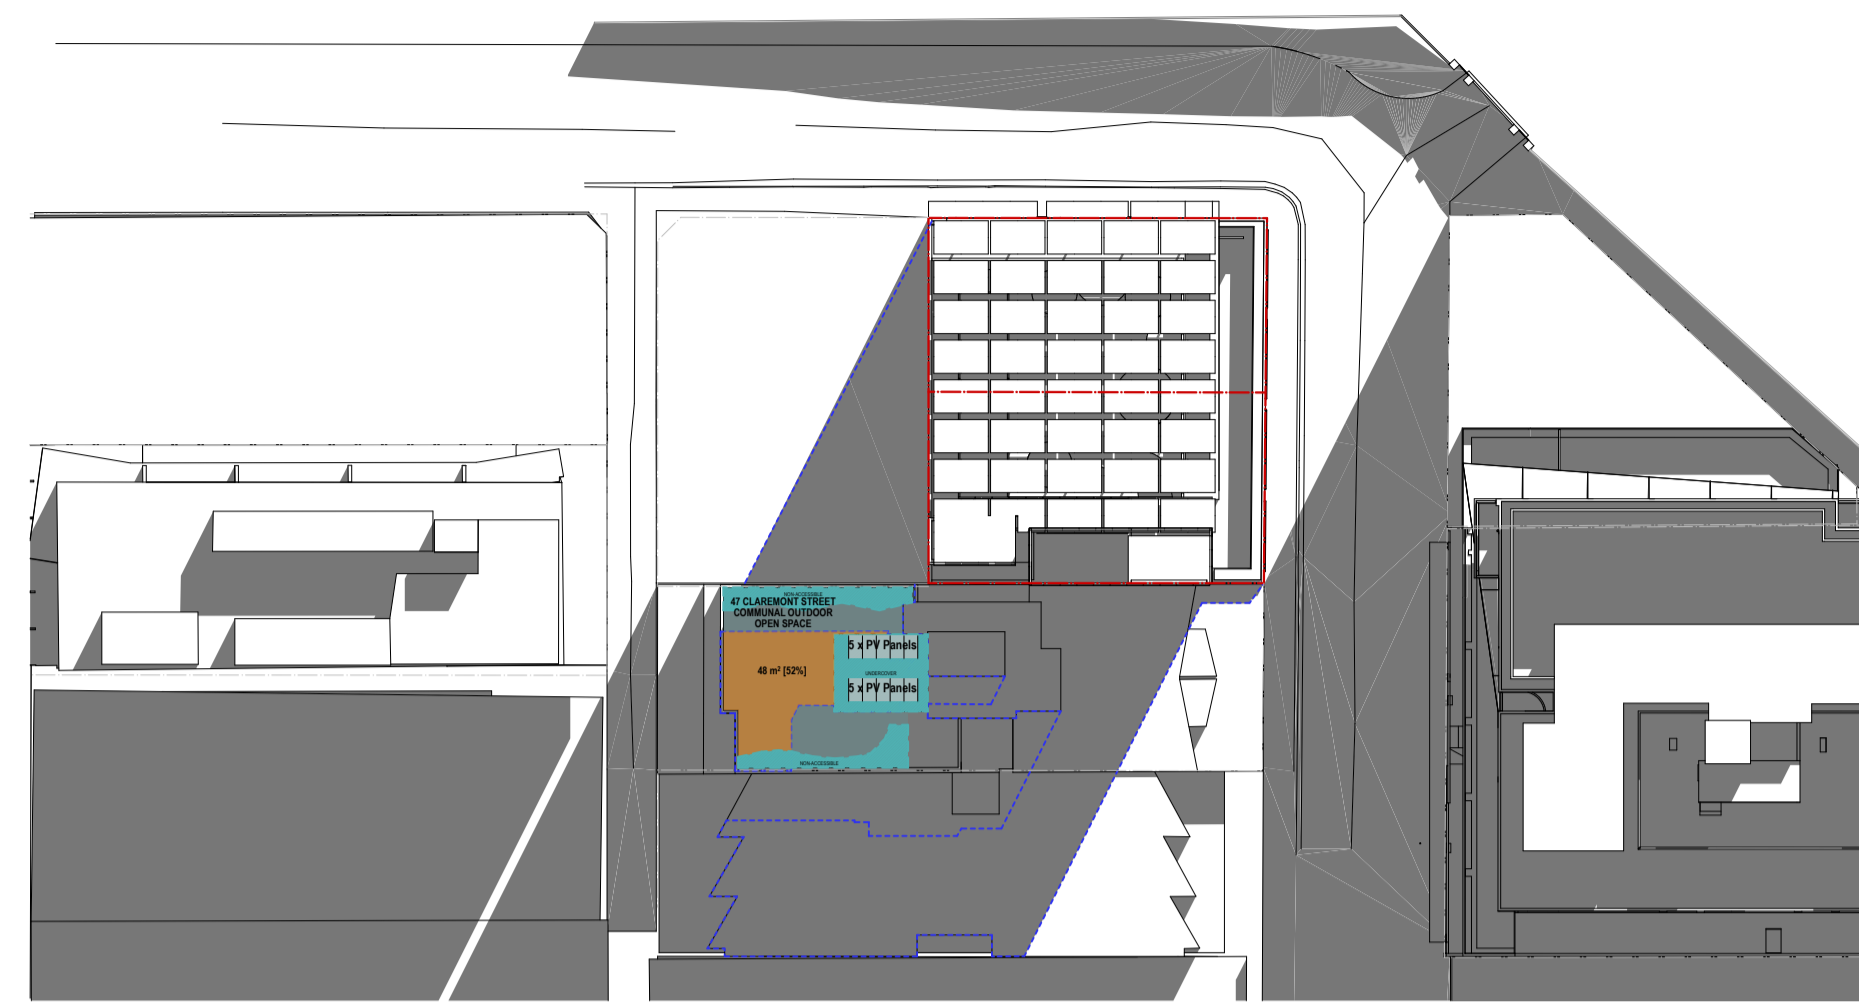 NON-ACCESSIBLE
47 CLAREMONT STREET
COMMUNAL OUTDOOR
OPEN SPACE
5 x PV Panels
48 m² [52%]
UNDERCOVER
5 x PV Panels
NON-ACCESSIBLE